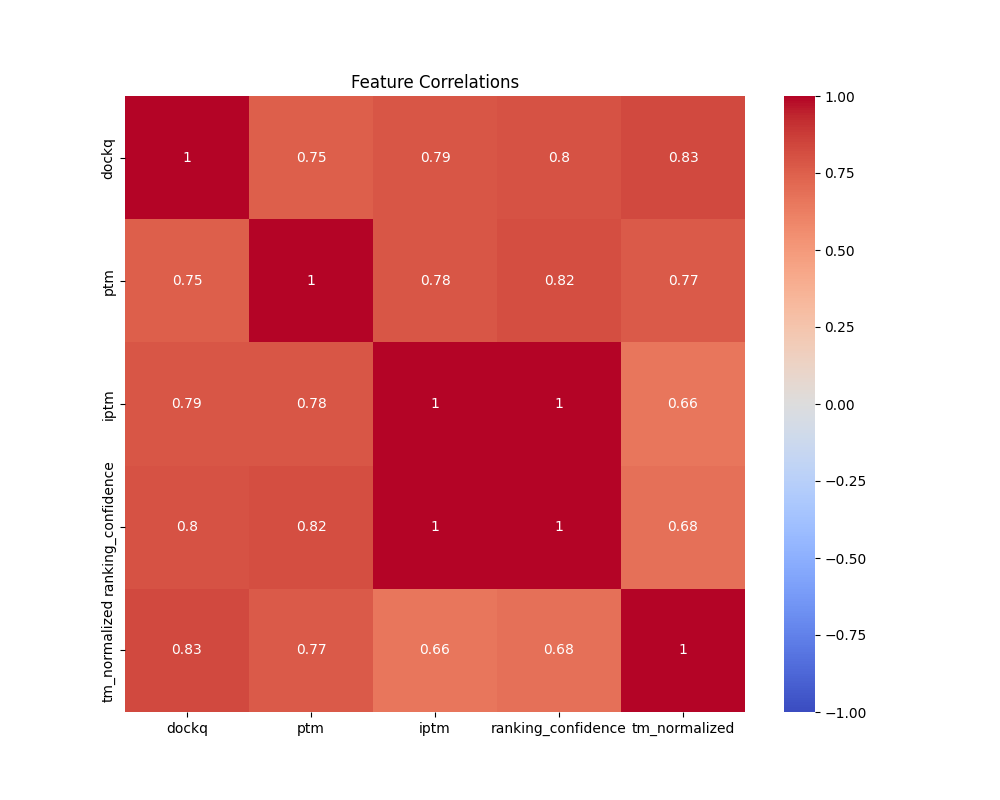 Feature Correlations
dockq 1 0.75 0.79 0.8 0.83
ptm 0.75 1 0.78 0.82 0.77
iptm 0.79 0.78 1 1 0.66
ranking_confidence 0.8 0.82 1 1 0.68
tm_normalized 0.83 0.77 0.66 0.68 1
dockq ptm iptm ranking_confidence tm_normalized
1.00
0.75
0.50
0.25
0.00
−0.25
−0.50
−0.75
−1.00